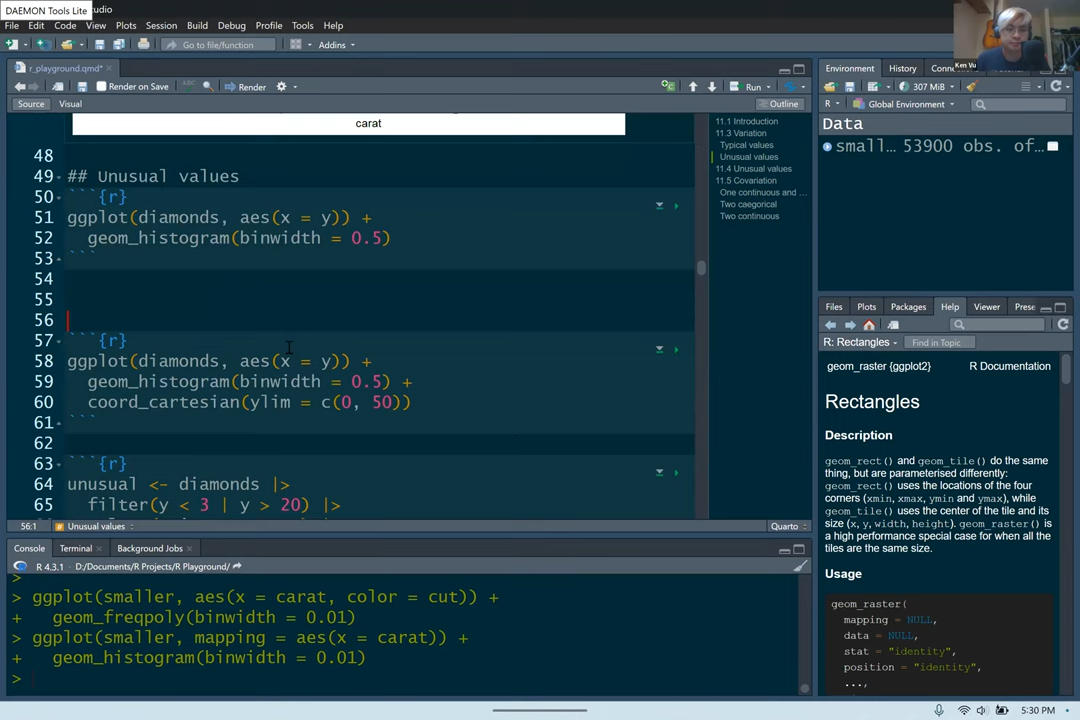 DAEMON Tools Lite
studio
File Edit Code View Plots Session Build Debug Profile Tools Help
Go to file/function
Addins
Ken Vu
r_playground.qmd*
Render on Save
Render
Run
Source Visual
Outline
carat
48
49 ## Unusual values
50 ```{r}
51 ggplot(diamonds, aes(x = y)) +
52 geom_histogram(binwidth = 0.5)
53 ```
54
55
56
57 ```{r}
58 ggplot(diamonds, aes(x = y)) +
59 geom_histogram(binwidth = 0.5) +
60 coord_cartesian(ylim = c(0, 50))
61 ```
62
63 ```{r}
64 unusual <- diamonds |>
65 filter(y < 3 | y > 20) |>
11.1 Introduction
11.3 Variation
Typical values
Unusual values
11.4 Unusual values
11.5 Covariation
One continuous and ...
Two caegorical
Two continuous
56:1 Unusual values
Quarto
Console Terminal Background Jobs
R 4.3.1 · D:/Documents/R Projects/R Playground/
>
> ggplot(smaller, aes(x = carat, color = cut)) +
+ geom_freqpoly(binwidth = 0.01)
> ggplot(smaller, mapping = aes(x = carat)) +
+ geom_histogram(binwidth = 0.01)
>
Environment History Conn
307 MiB
R Global Environment
Data
small… 53900 obs. of…
Files Plots Packages Help Viewer Prese
R: Rectangles
Find in Topic
geom_raster {ggplot2} R Documentation
Rectangles
Description
geom_rect() and geom_tile() do the same
thing, but are parameterised differently:
geom_rect() uses the locations of the four
corners (xmin, xmax, ymin and ymax), while
geom_tile() uses the center of the tile and its
size (x, y, width, height). geom_raster() is
a high performance special case for when all the
tiles are the same size.
Usage
geom_raster(
mapping = NULL,
data = NULL,
stat = "identity",
position = "identity",
...,
5:30 PM